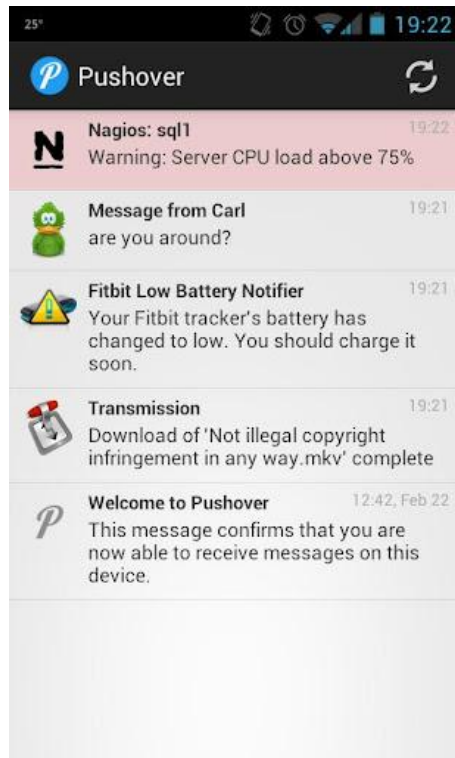 25°
19:22
Pushover
Nagios: sql1
19:22
Warning: Server CPU load above 75%
Message from Carl
19:21
are you around?
Fitbit Low Battery Notifier
19:21
Your Fitbit tracker's battery has
changed to low. You should charge it
soon.
Transmission
19:21
Download of 'Not illegal copyright
infringement in any way.mkv' complete
Welcome to Pushover
12:42, Feb 22
This message confirms that you are
now able to receive messages on this
device.